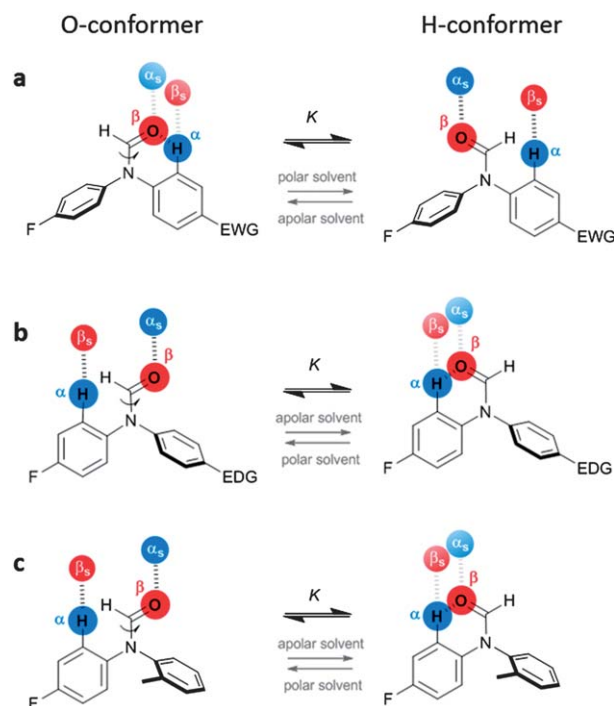 O-conformer
H-conformer
a
αs
βs
β
H
O
H
α
N
F
EWG
K
polar solvent
apolar solvent
αs
βs
β
O
H
H
α
N
F
EWG
b
αs
βs
β
H
O
α
H
N
F
EDG
K
apolar solvent
polar solvent
αs
βs
β
O
H
α
H
N
F
EDG
c
αs
βs
β
H
O
α
H
N
F
K
apolar solvent
polar solvent
αs
βs
β
O
H
α
H
N
F